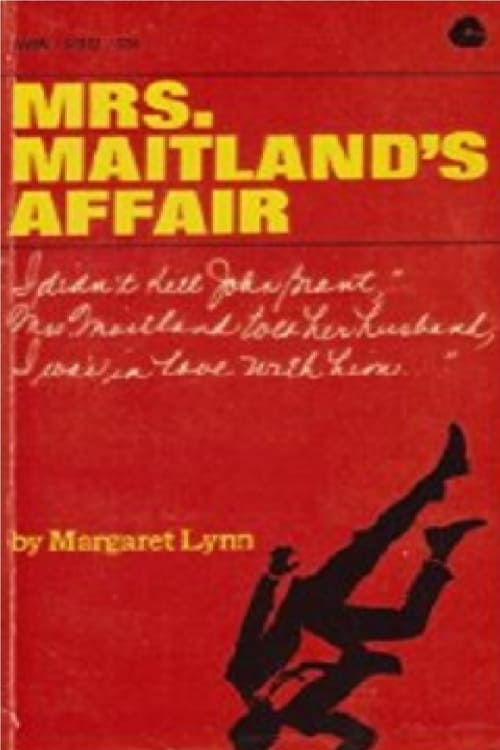 MRS.
MAITLAND'S
AFFAIR
I didn't kill John Brant,"
Mrs Maitland told her husband,
I was in love with him... "
by Margaret Lynn